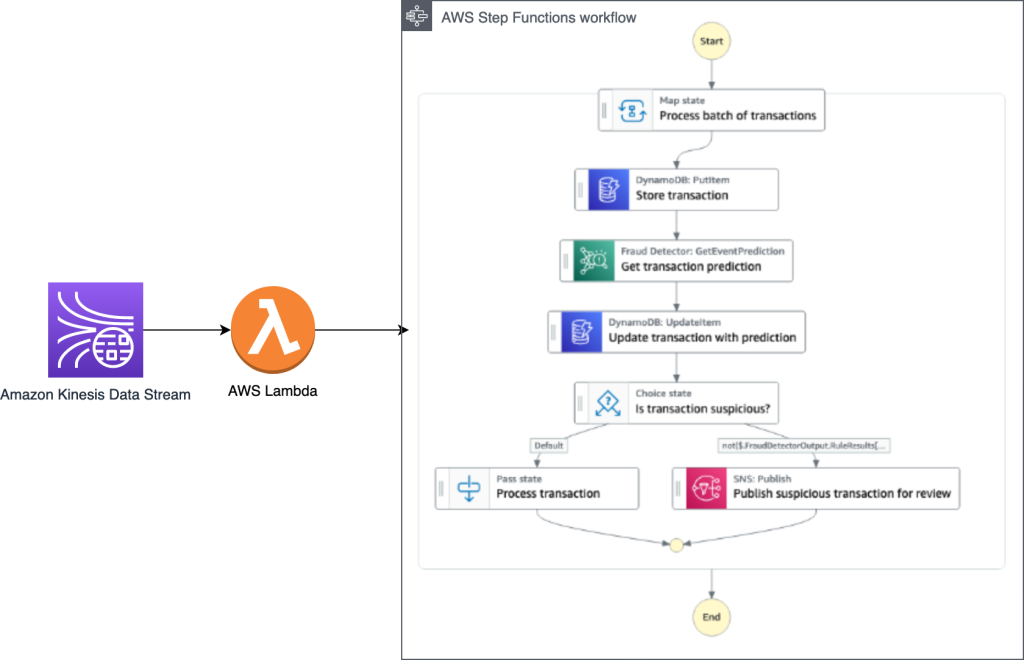 AWS Step Functions workflow
Start
Map state
Process batch of transactions
DynamoDB: PutItem
Store transaction
Fraud Detector: GetEventPrediction
Get transaction prediction
DynamoDB: UpdateItem
Update transaction with prediction
Choice state
Is transaction suspicious?
Default
not($.FraudDetectorOutput.RuleResults[...
Pass state
Process transaction
SNS: Publish
Publish suspicious transaction for review
End
Amazon Kinesis Data Stream
AWS Lambda